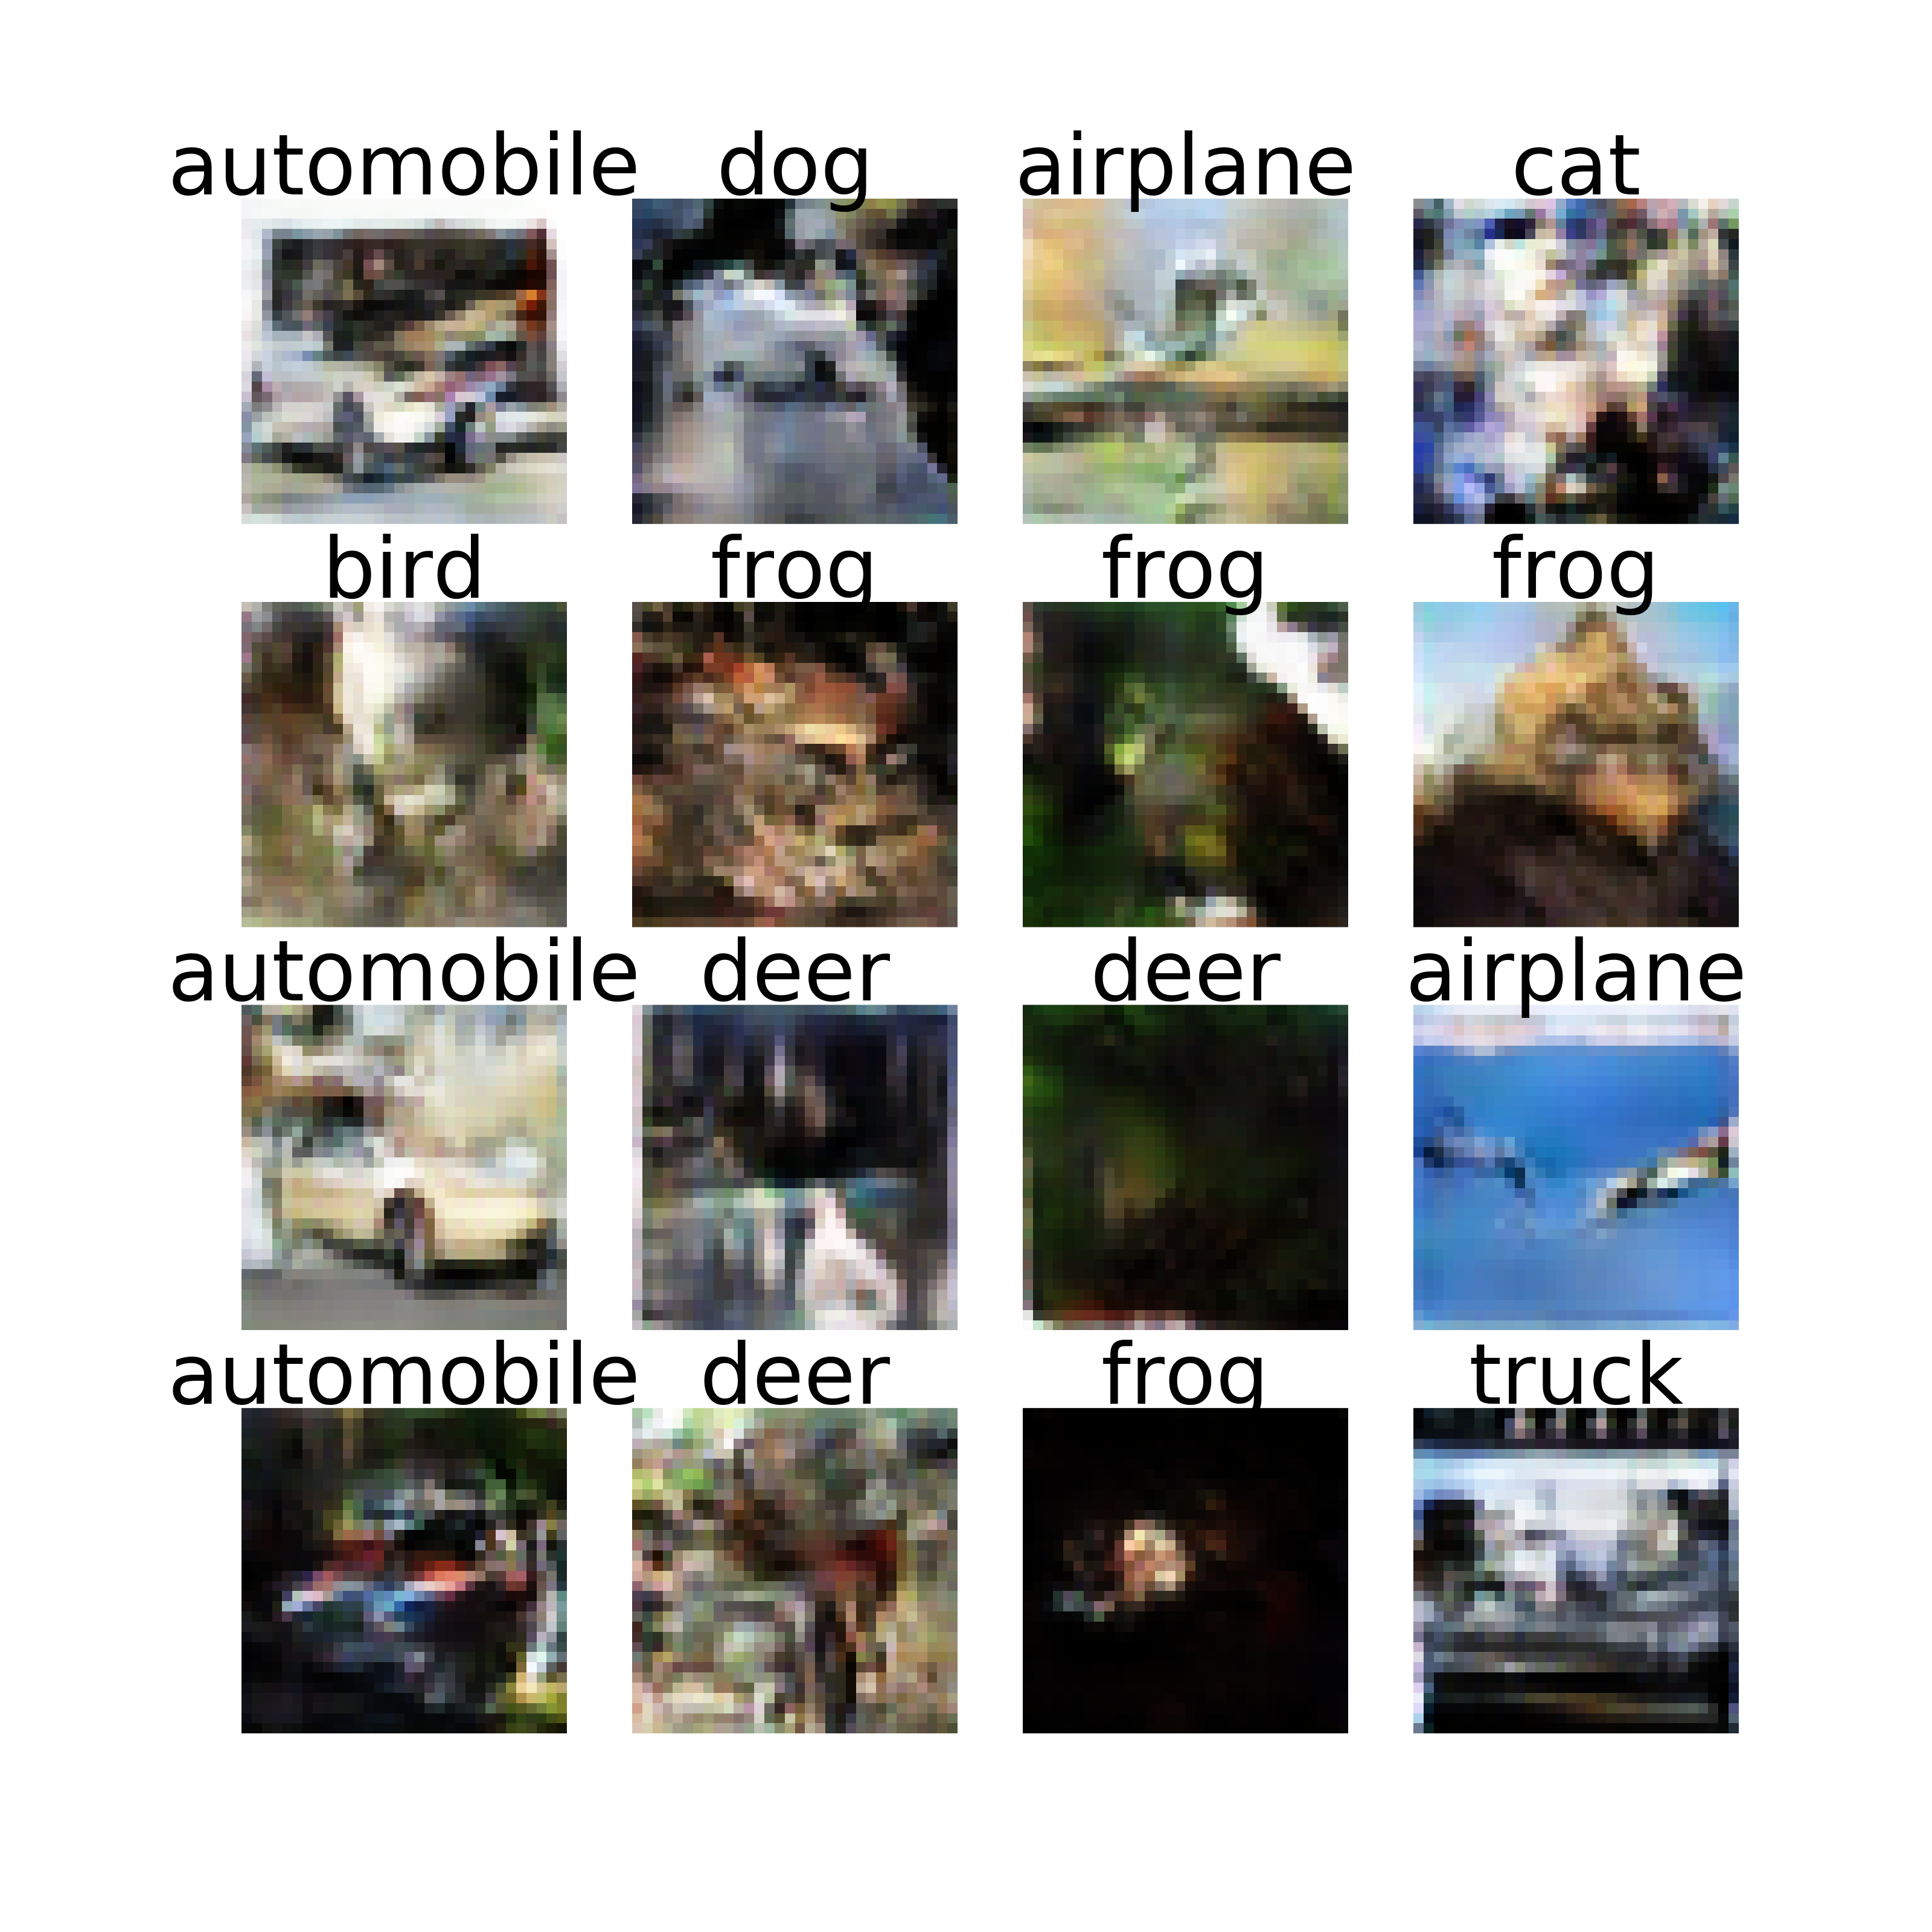 automobile dog airplane cat
bird frog frog frog
automobile deer deer airplane
automobile deer frog truck